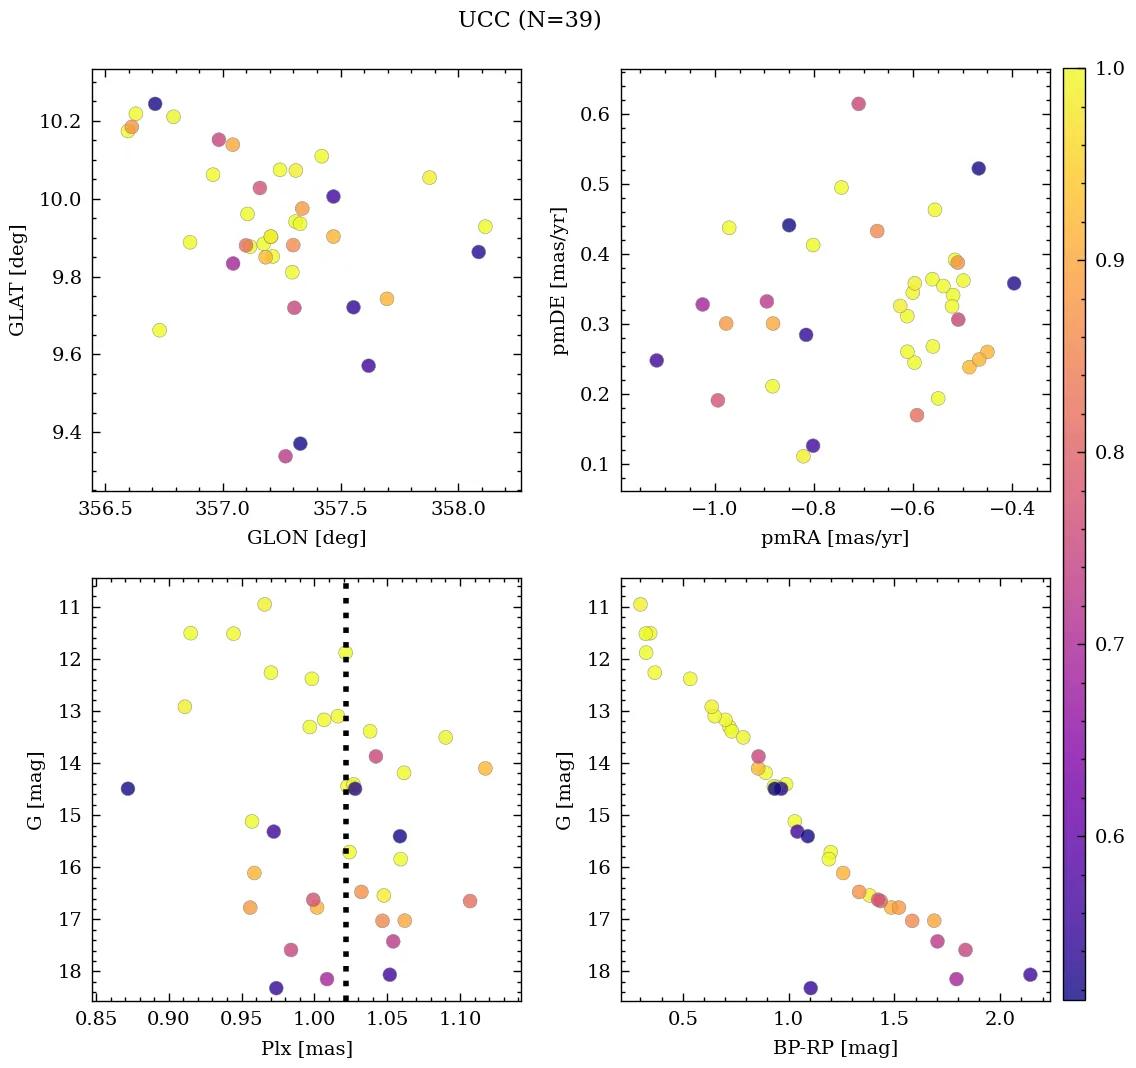 UCC (N=39)
10.2
10.0
9.8
9.6
9.4
GLAT [deg]
356.5 357.0 357.5 358.0
GLON [deg]
0.6
0.5
0.4
0.3
0.2
0.1
pmDE [mas/yr]
−1.0 −0.8 −0.6 −0.4
pmRA [mas/yr]
11
12
13
14
15
16
17
18
G [mag]
0.85 0.90 0.95 1.00 1.05 1.10
Plx [mas]
11
12
13
14
15
16
17
18
G [mag]
0.5 1.0 1.5 2.0
BP-RP [mag]
1.0
0.9
0.8
0.7
0.6